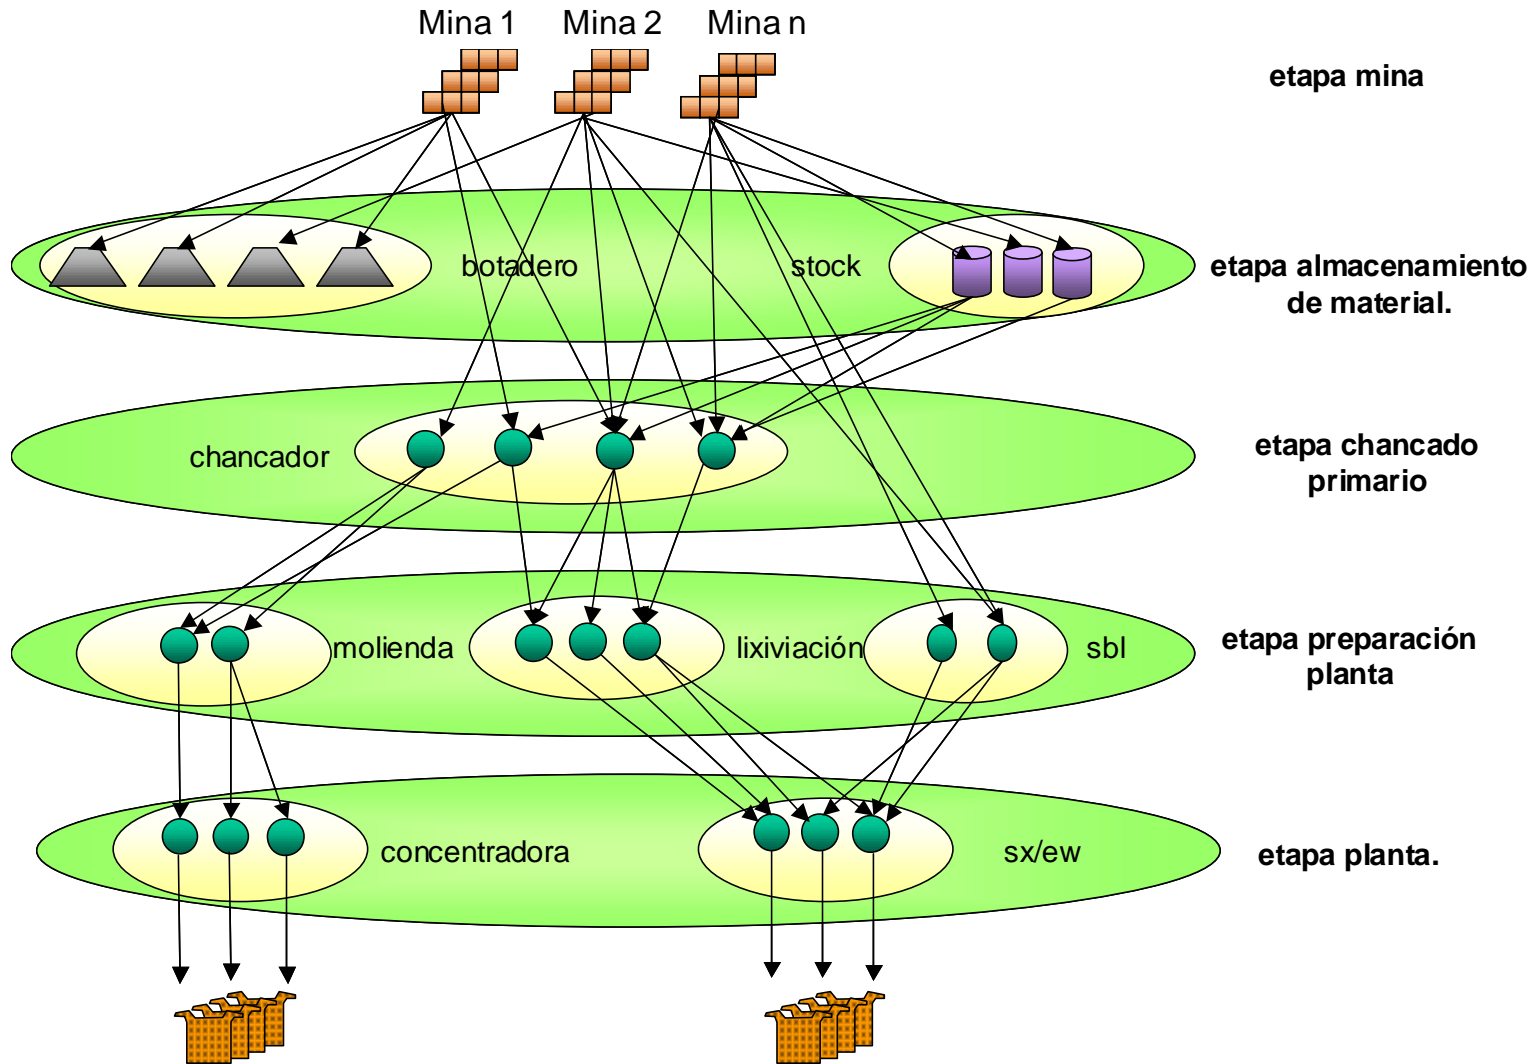 Mina 1
Mina 2
Mina n
etapa mina
botadero
stock
etapa almacenamiento
de material.
chancador
etapa chancado
primario
molienda
lixiviación
sbl
etapa preparación
planta
concentradora
sx/ew
etapa planta.